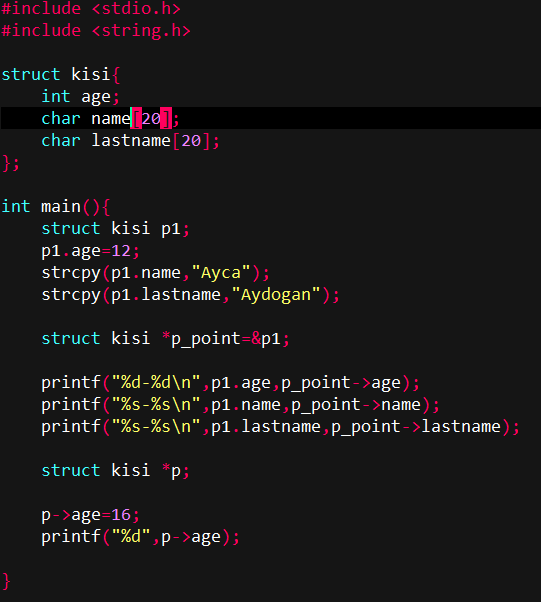 #include <stdio.h>
#include <string.h>
struct kisi{
int age;
char name[20];
char lastname[20];
};
int main(){
struct kisi p1;
p1.age=12;
strcpy(p1.name,"Ayca");
strcpy(p1.lastname,"Aydogan");
struct kisi *p_point=&p1;
printf("%d-%d\n",p1.age,p_point->age);
printf("%s-%s\n",p1.name,p_point->name);
printf("%s-%s\n",p1.lastname,p_point->lastname);
struct kisi *p;
p->age=16;
printf("%d",p->age);
}